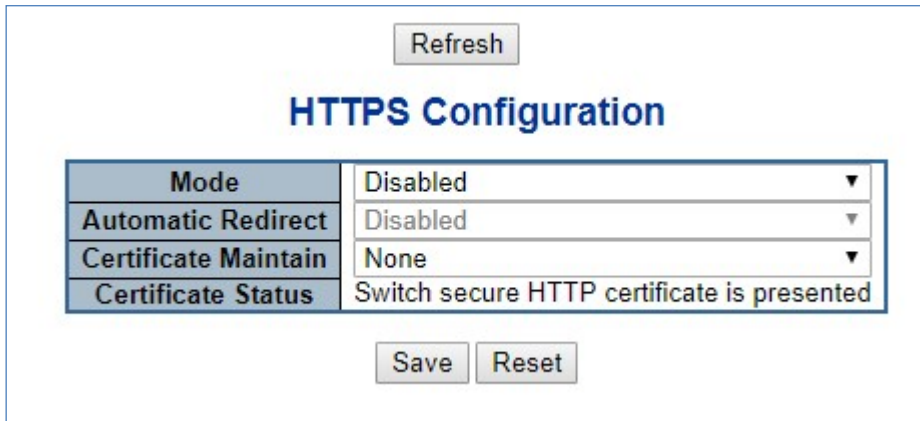 Refresh
HTTPS Configuration
Mode Disabled
Automatic Redirect Disabled
Certificate Maintain None
Certificate Status Switch secure HTTP certificate is presented
Save Reset